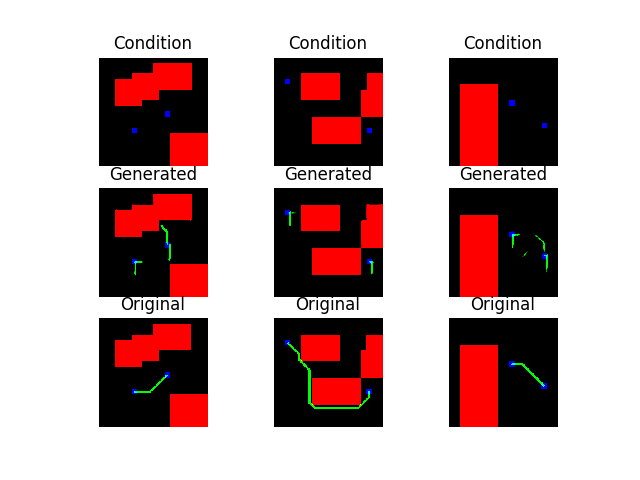 Condition Condition Condition
Generated Generated Generated
Original Original Original